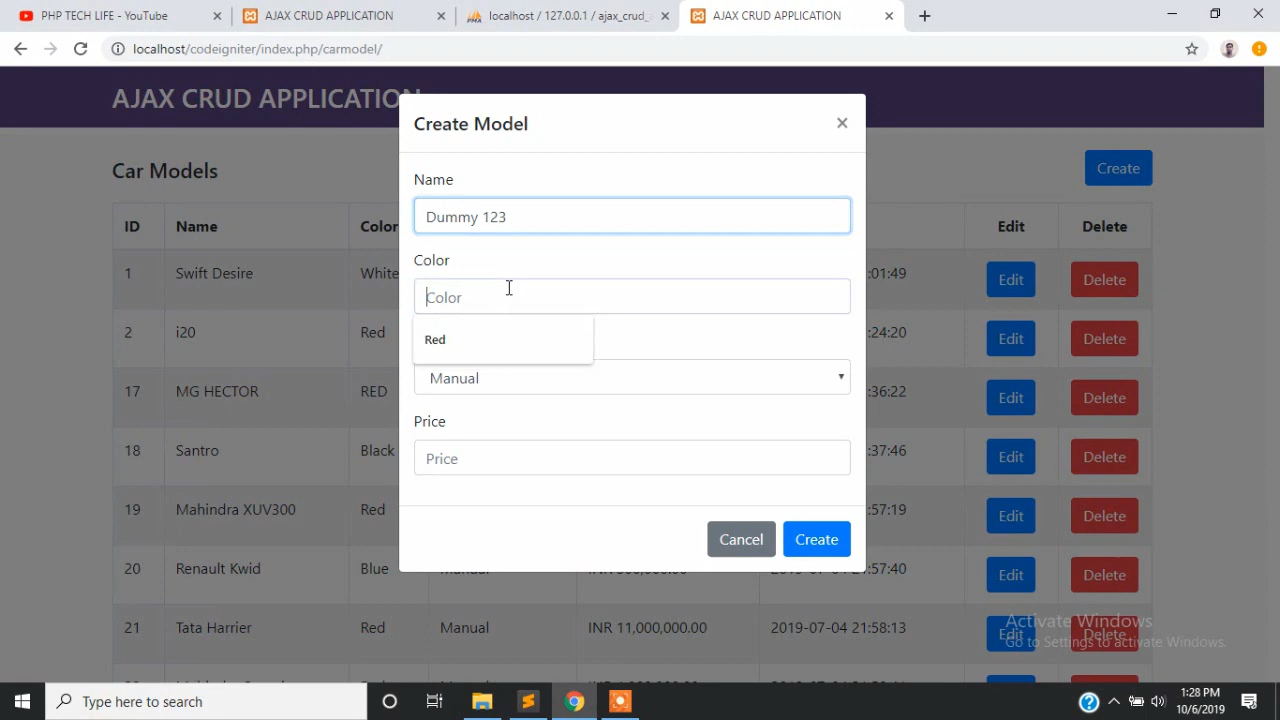 PHP TECH LIFE - YouTube
AJAX CRUD APPLICATION
localhost / 127.0.0.1 / ajax_crud_
AJAX CRUD APPLICATION
localhost/codeigniter/index.php/carmodel/
AJAX CRUD APPLICATION
Create Model
Car Models
Create
Name
Dummy 123
ID Name Color Edit Delete
Color
1 Swift Desire White :01:49 Edit Delete
Color
2 i20 Red :24:20 Edit Delete
Red
17 MG HECTOR RED :36:22 Edit Delete
Manual
Price
18 Santro Black :37:46 Edit Delete
Price
19 Mahindra XUV300 Red :57:19 Edit Delete
Cancel Create
20 Renault Kwid Blue :57:40 Edit Delete
21 Tata Harrier Red Manual INR 11,000,000.00 2019-07-04 21:58:13 Edit Delete
Activate Windows
Go to Settings to activate Windows.
Type here to search
1:28 PM
10/6/2019